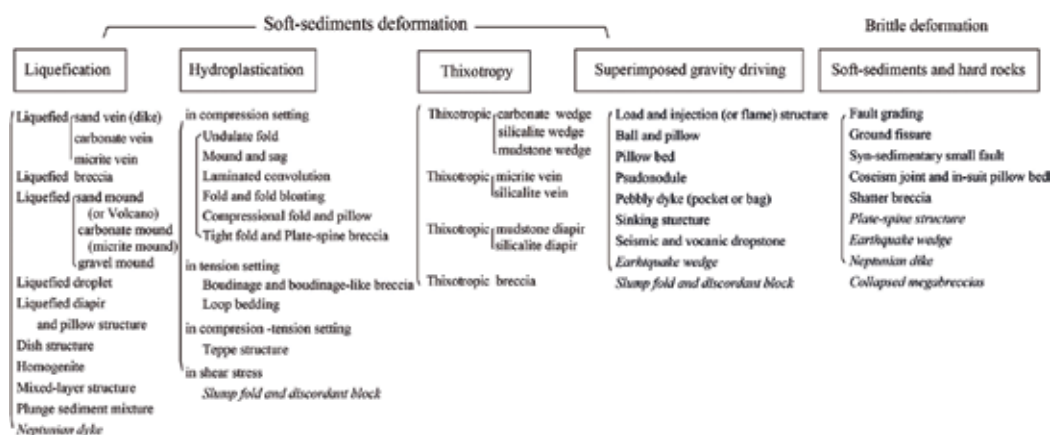 Soft-sediments deformation
Brittle deformation
Liquefication
Hydroplastication
Thixotropy
Superimposed gravity driving
Soft-sediments and hard rocks
Liquefied sand vein (dike)
carbonate vein
micrite vein
Liquefied breccia
Liquefied sand mound
(or Volcano)
carbonate mound
(micrite mound)
gravel mound
Liquefied droplet
Liquefied diapir
and pillow structure
Dish structure
Homogenite
Mixed-layer structure
Plunge sediment mixture
Neptunian dyke
in compression setting
Undulate fold
Mound and sag
Laminated convolution
Fold and fold bloating
Compressional fold and pillow
Tight fold and Plate-spine breccia
in tension setting
Boudinage and boudinage-like breccia
Loop bedding
in compresion -tension setting
Teppe structure
in shear stress
Slump fold and discordant block
Thixotropic carbonate wedge
silicalite wedge
mudstone wedge
Thixotropic micrite vein
silicalite vein
Thixotropic mudstone diapir
silicalite diapir
Thixotropic breccia
Load and injection (or flame) structure
Ball and pillow
Pillow bed
Psudonodule
Pebbly dyke (pocket or bag)
Sinking sturcture
Seismic and vocanic dropstone
Earhtquake wedge
Slump fold and discordant block
Fault grading
Ground fissure
Syn-sedimentary small fault
Coscism joint and in-suit pillow bed
Shatter breccia
Plate-spine structure
Earthquake wedge
Neptunian dike
Collapsed megabreccias